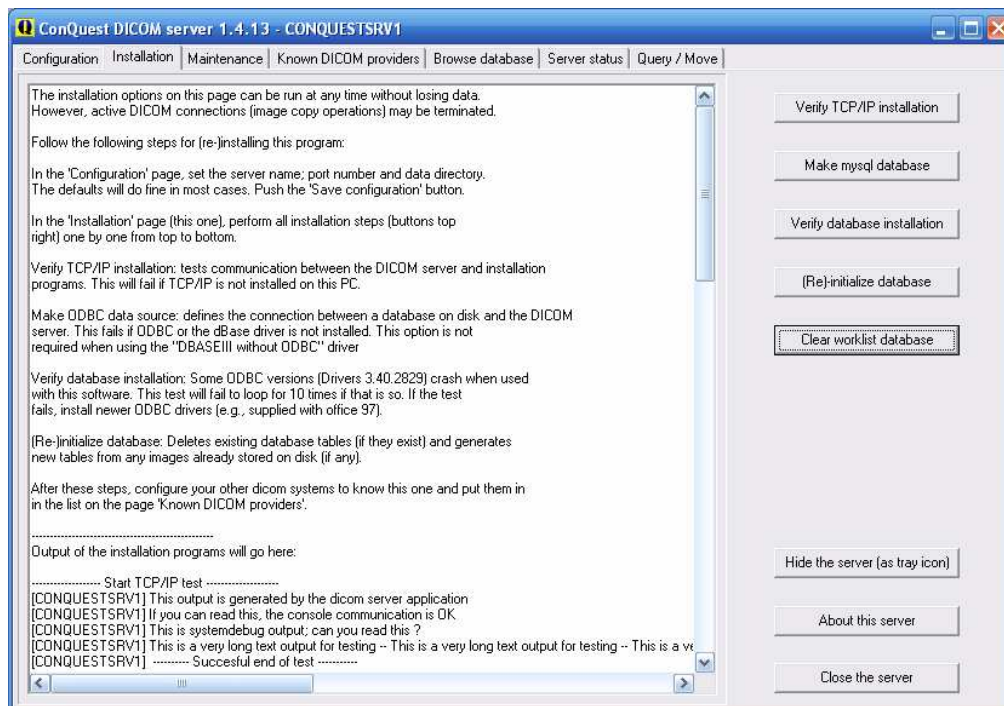 ConQuest DICOM server 1.4.13 - CONQUESTSRV1
Configuration Installation Maintenance Known DICOM providers Browse database Server status Query / Move
The installation options on this page can be run at any time without losing data.
However, active DICOM connections (image copy operations) may be terminated.
Follow the following steps for (re-)installing this program:
In the 'Configuration' page, set the server name; port number and data directory.
The defaults will do fine in most cases. Push the 'Save configuration' button.
In the 'Installation' page (this one), perform all installation steps (buttons top
right) one by one from top to bottom.
Verify TCP/IP installation: tests communication between the DICOM server and installation
programs. This will fail if TCP/IP is not installed on this PC.
Make ODBC data source: defines the connection between a database on disk and the DICOM
server. This fails if ODBC or the dBase driver is not installed. This option is not
required when using the "DBASEIII without ODBC" driver
Verify database installation: Some ODBC versions (Drivers 3.40.2829) crash when used
with this software. This test will fail to loop for 10 times if that is so. If the test
fails, install newer ODBC drivers (e.g., supplied with office 97).
(Re-)initialize database: Deletes existing database tables (if they exist) and generates
new tables from any images already stored on disk (if any).
After these steps, configure your other dicom systems to know this one and put them in
in the list on the page 'Known DICOM providers'.
-----------------------------------------------
Output of the installation programs will go here:
------------------ Start TCP/IP test -------------------
[CONQUESTSRV1] This output is generated by the dicom server application
[CONQUESTSRV1] If you can read this, the console communication is OK
[CONQUESTSRV1] This is systemdebug output; can you read this ?
[CONQUESTSRV1] This is a very long text output for testing -- This is a very long text output for testing -- This is a ve
[CONQUESTSRV1] ---------- Succesful end of test ----------
Verify TCP/IP installation
Make mysql database
Verify database installation
(Re)-initialize database
Clear worklist database
Hide the server (as tray icon)
About this server
Close the server